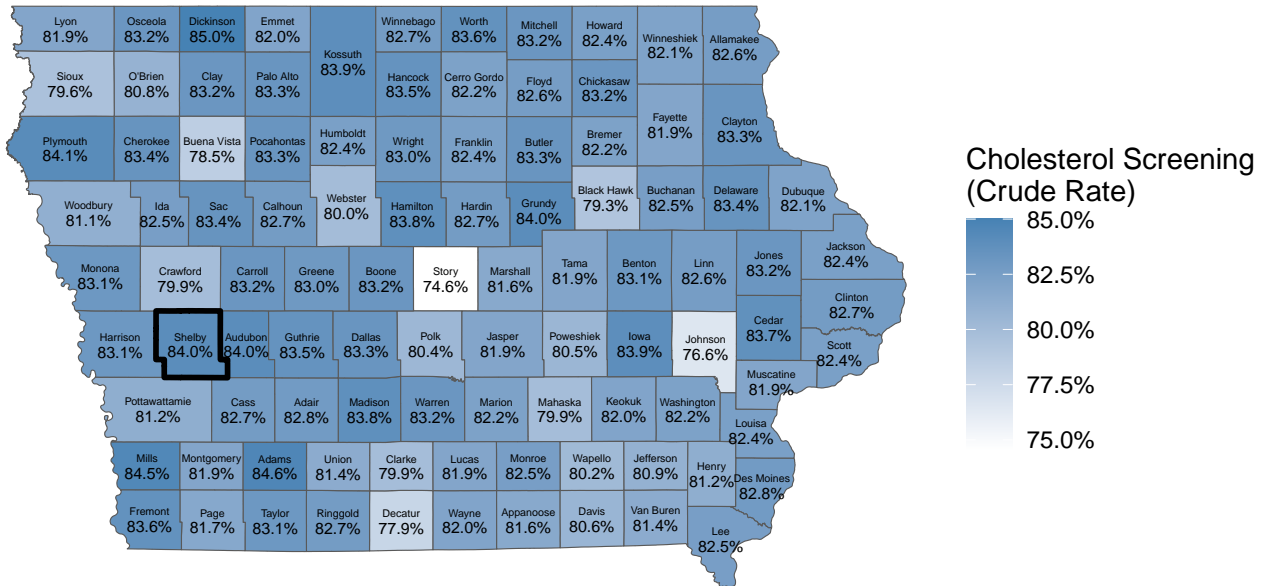 Lyon
81.9%
Osceola
83.2%
Dickinson
85.0%
Emmet
82.0%
Kossuth
83.9%
Winnebago
82.7%
Worth
83.6%
Mitchell
83.2%
Howard
82.4%
Winneshiek
82.1%
Allamakee
82.6%
Sioux
79.6%
O'Brien
80.8%
Clay
83.2%
Palo Alto
83.3%
Hancock
83.5%
Cerro Gordo
82.2%
Floyd
82.6%
Chickasaw
83.2%
Fayette
81.9%
Clayton
83.3%
Plymouth
84.1%
Cherokee
83.4%
Buena Vista
78.5%
Pocahontas
83.3%
Humboldt
82.4%
Wright
83.0%
Franklin
82.4%
Butler
83.3%
Bremer
82.2%
Woodbury
81.1%
Ida
82.5%
Sac
83.4%
Calhoun
82.7%
Webster
80.0%
Hamilton
83.8%
Hardin
82.7%
Grundy
84.0%
Black Hawk
79.3%
Buchanan
82.5%
Delaware
83.4%
Dubuque
82.1%
Monona
83.1%
Crawford
79.9%
Carroll
83.2%
Greene
83.0%
Boone
83.2%
Story
74.6%
Marshall
81.6%
Tama
81.9%
Benton
83.1%
Linn
82.6%
Jones
83.2%
Jackson
82.4%
Clinton
82.7%
Harrison
83.1%
Shelby
84.0%
Audubon
84.0%
Guthrie
83.5%
Dallas
83.3%
Polk
80.4%
Jasper
81.9%
Poweshiek
80.5%
Iowa
83.9%
Johnson
76.6%
Cedar
83.7%
Scott
82.4%
Muscatine
81.9%
Pottawattamie
81.2%
Cass
82.7%
Adair
82.8%
Madison
83.8%
Warren
83.2%
Marion
82.2%
Mahaska
79.9%
Keokuk
82.0%
Washington
82.2%
Louisa
82.4%
Mills
84.5%
Montgomery
81.9%
Adams
84.6%
Union
81.4%
Clarke
79.9%
Lucas
81.9%
Monroe
82.5%
Wapello
80.2%
Jefferson
80.9%
Henry
81.2%
Des Moines
82.8%
Fremont
83.6%
Page
81.7%
Taylor
83.1%
Ringgold
82.7%
Decatur
77.9%
Wayne
82.0%
Appanoose
81.6%
Davis
80.6%
Van Buren
81.4%
Lee
82.5%
Cholesterol Screening
(Crude Rate)
85.0%
82.5%
80.0%
77.5%
75.0%